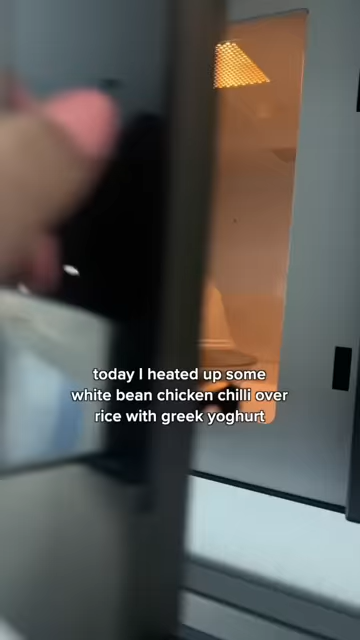 today I heated up some
white bean chicken chilli over
rice with greek yoghurt